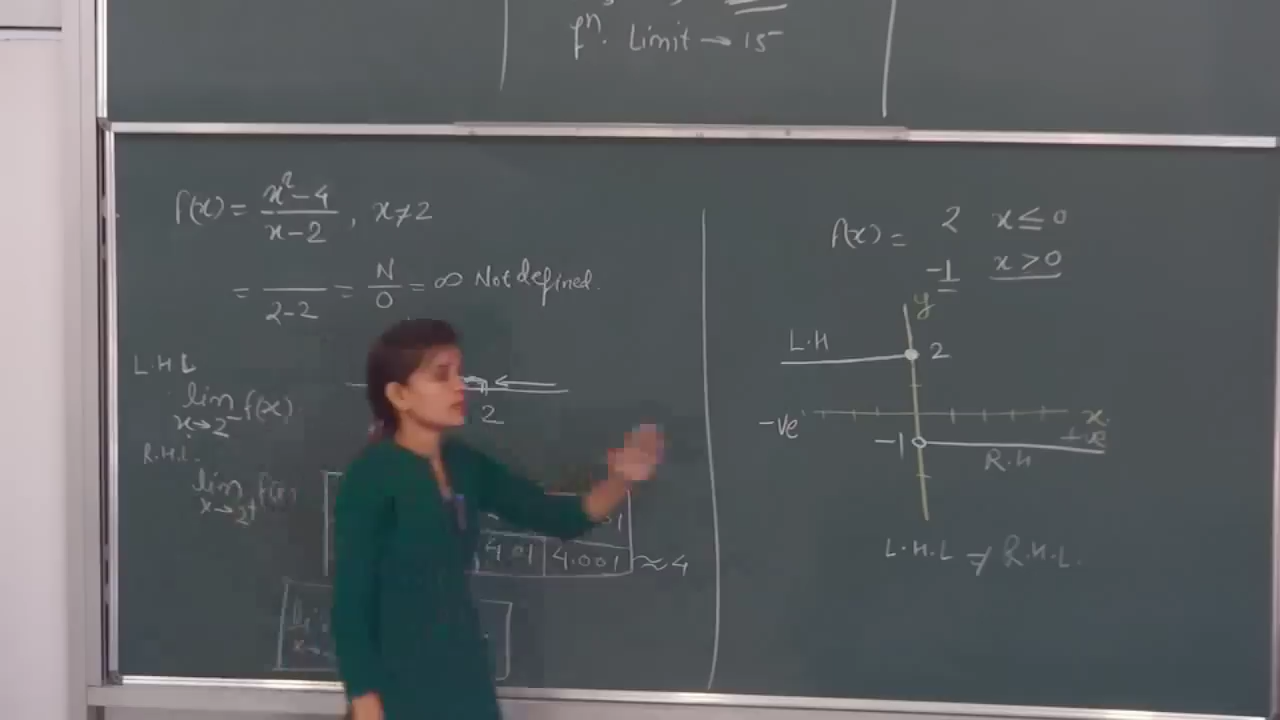 fⁿ. Limit → 15
f(x) = x²-4 / x-2 , x≠2
= / 2-2 = N/0 = ∞ Not defined.
L.H.L
lim x→2⁻ f(x)
R.H.L.
lim x→2⁺ f(x)
2
4.01 4.001 ≈ 4
f(x) = 2 x ≤ 0
-1 x > 0
y
L.H 2
-ve x
+ve
-1
R.H
L.H.L ≠ R.H.L.